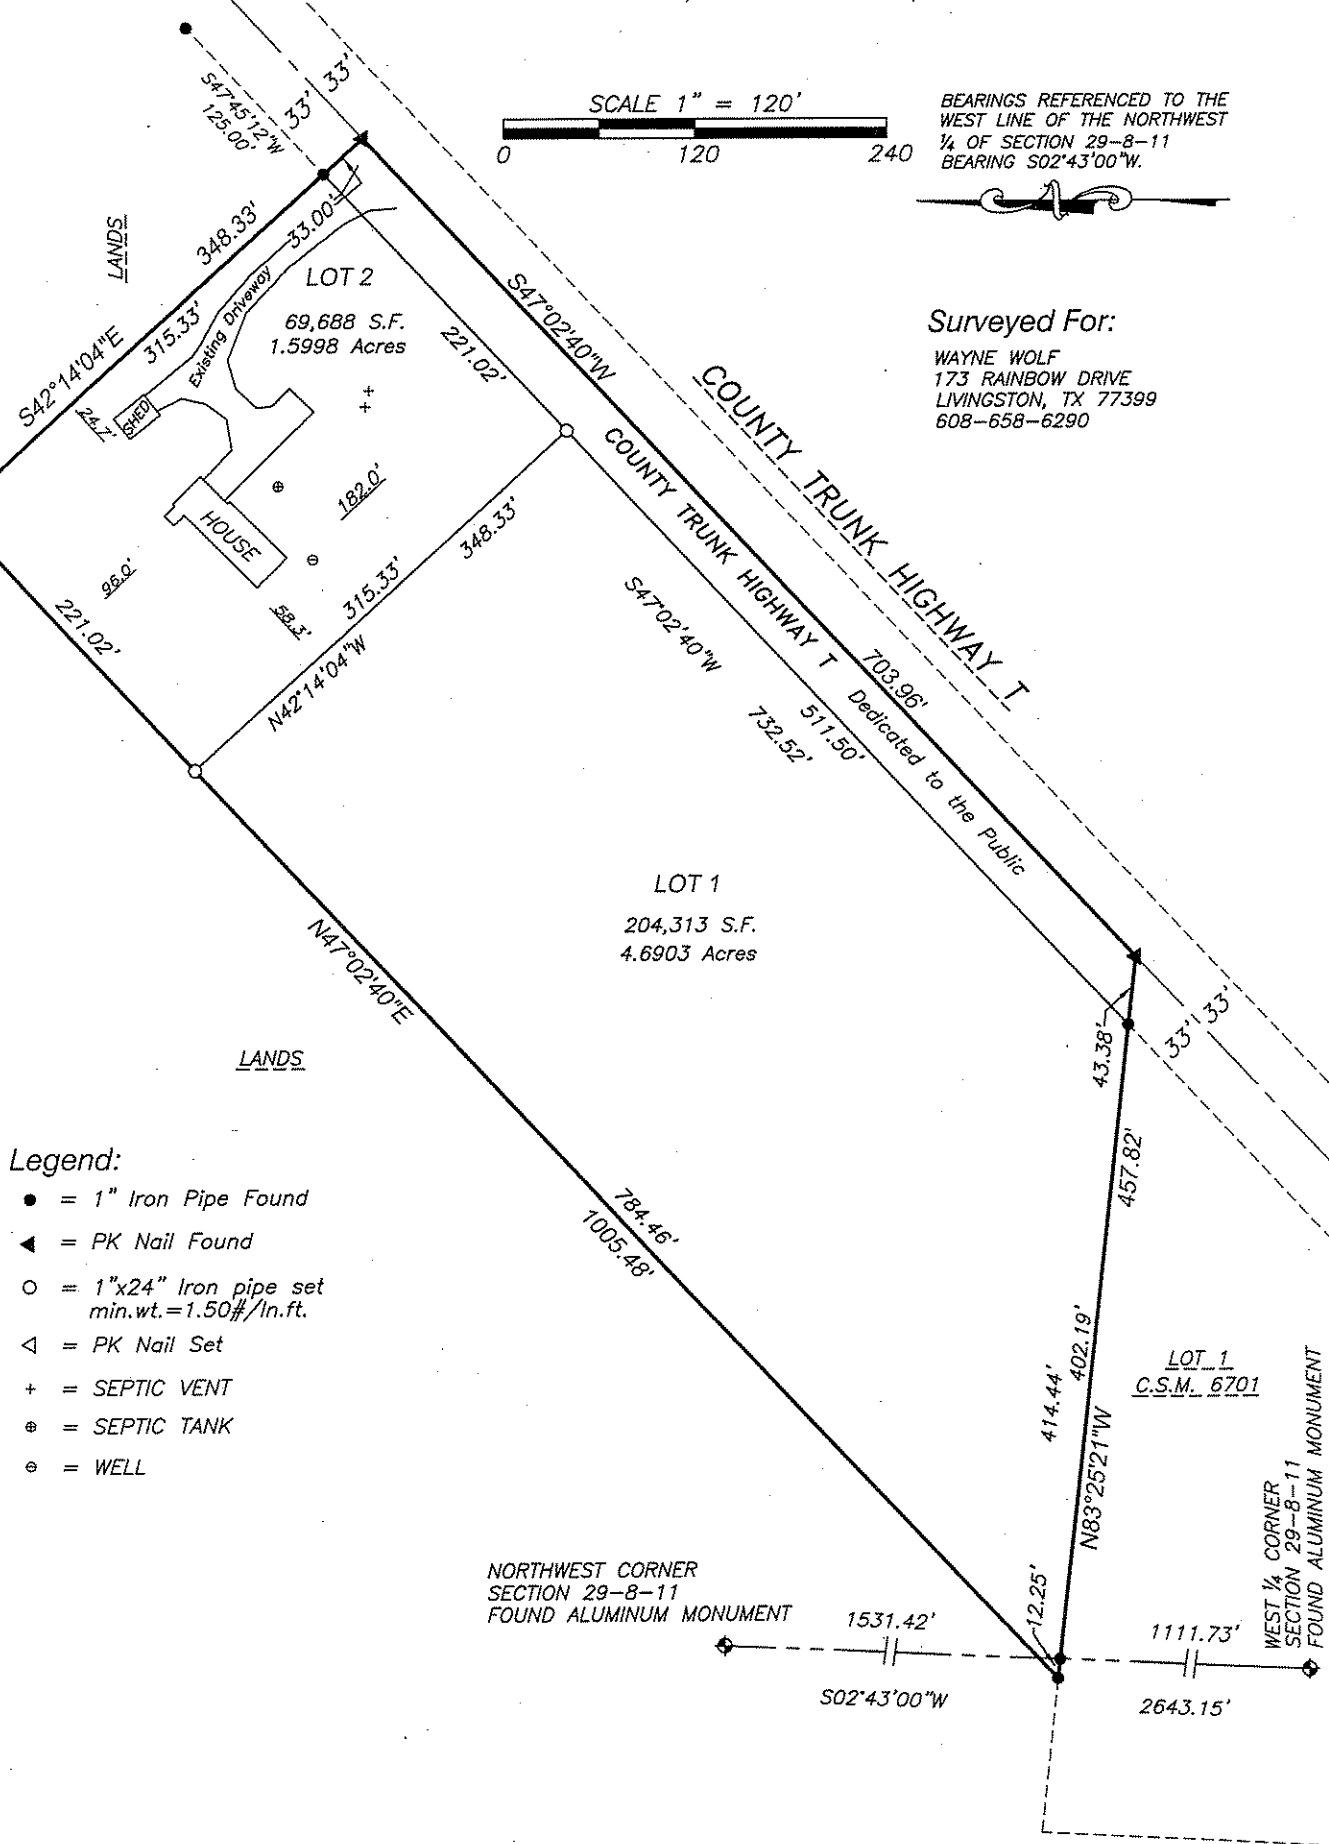 S47°45'12"W
125.00'
33' 33'
SCALE 1" = 120'
0 120 240
BEARINGS REFERENCED TO THE
WEST LINE OF THE NORTHWEST
¼ OF SECTION 29-8-11
BEARING S02°43'00"W.
N
Surveyed For:
WAYNE WOLF
173 RAINBOW DRIVE
LIVINGSTON, TX 77399
608-658-6290
LANDS
348.33'
33.00'
315.33'
S42°14'04"E
Existing Driveway
LOT 2
69,688 S.F.
1.5998 Acres
221.02'
S47°02'40"W
COUNTY TRUNK HIGHWAY T
24.7'
SHED
182.0'
HOUSE
96.0'
58.3'
221.02'
348.33'
315.33'
N42°14'04"W
COUNTY TRUNK HIGHWAY T Dedicated to the Public
S47°02'40"W
703.96'
511.50'
732.52'
LOT 1
204,313 S.F.
4.6903 Acres
N47°02'40"E
LANDS
33' 33'
43.38'
457.82'
784.46'
1005.48'
402.19'
414.44'
N83°25'21"W
LOT 1
C.S.M. 6701
Legend:
= 1" Iron Pipe Found
= PK Nail Found
= 1"x24" Iron pipe set
min.wt.=1.50#/ln.ft.
= PK Nail Set
+ = SEPTIC VENT
= SEPTIC TANK
= WELL
NORTHWEST CORNER
SECTION 29-8-11
FOUND ALUMINUM MONUMENT
1531.42'
S02°43'00"W
12.25'
1111.73'
2643.15'
WEST ¼ CORNER
SECTION 29-8-11
FOUND ALUMINUM MONUMENT